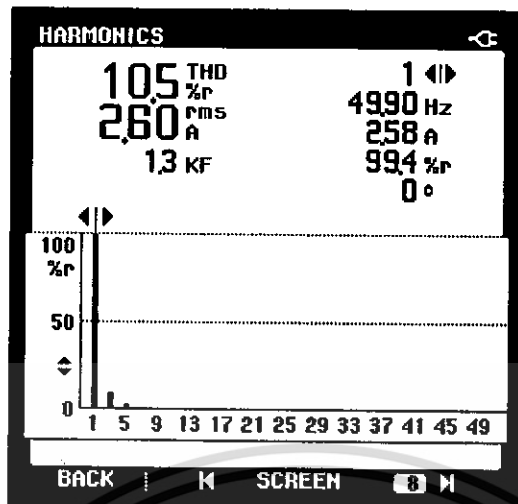 HARMONICS
10.5 THD %r
2.60 rms A
1.3 KF
1
49.90 Hz
2.58 A
99.4 %r
0 °
100
%r
50
0
1 5 9 13 17 21 25 29 33 37 41 45 49
BACK SCREEN 8